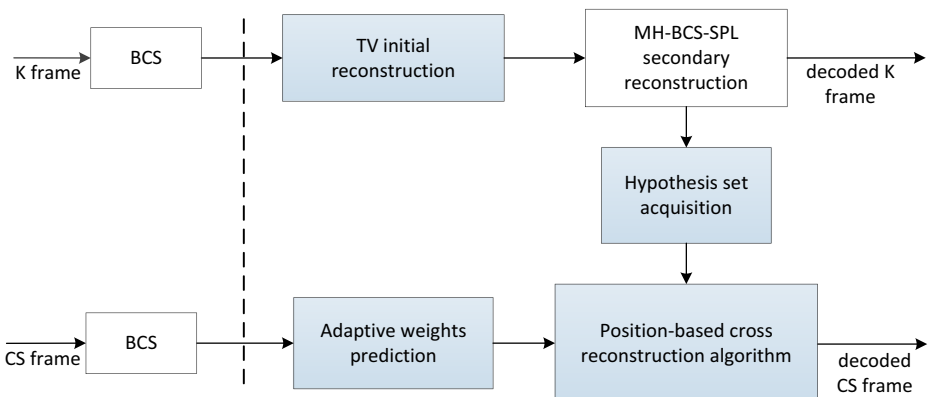 K frame
BCS
TV initial
reconstruction
MH-BCS-SPL
secondary
reconstruction
decoded K
frame
Hypothesis set
acquisition
CS frame
BCS
Adaptive weights
prediction
Position-based cross
reconstruction algorithm
decoded
CS frame